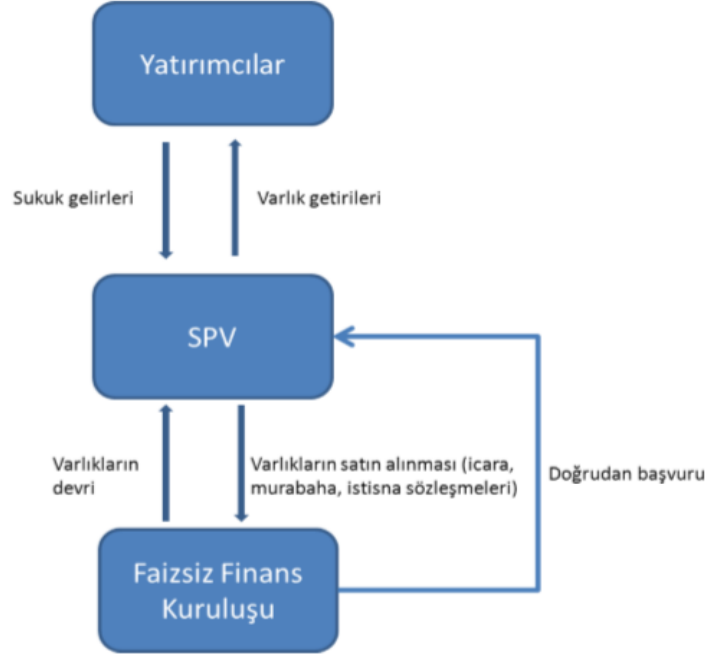 Yatırımcılar
Sukuk gelirleri
Varlık getirileri
SPV
Varlıkların
devri
Varlıkların satın alınması (icara,
murabaha, istisna sözleşmeleri)
Doğrudan başvuru
Faizsiz Finans
Kuruluşu